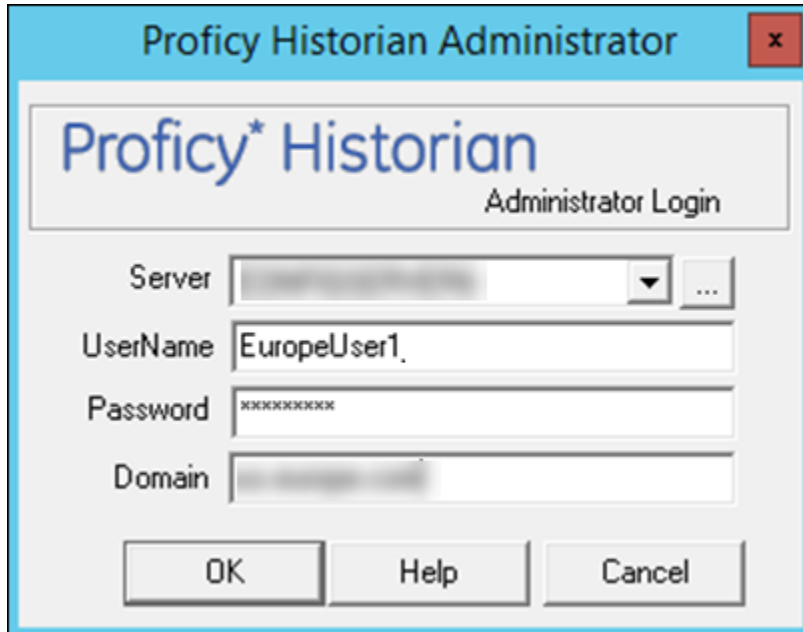 Proficy Historian Administrator x
Proficy* Historian
Administrator Login
Server ...
UserName EuropeUser1
Password *********
Domain
OK Help Cancel